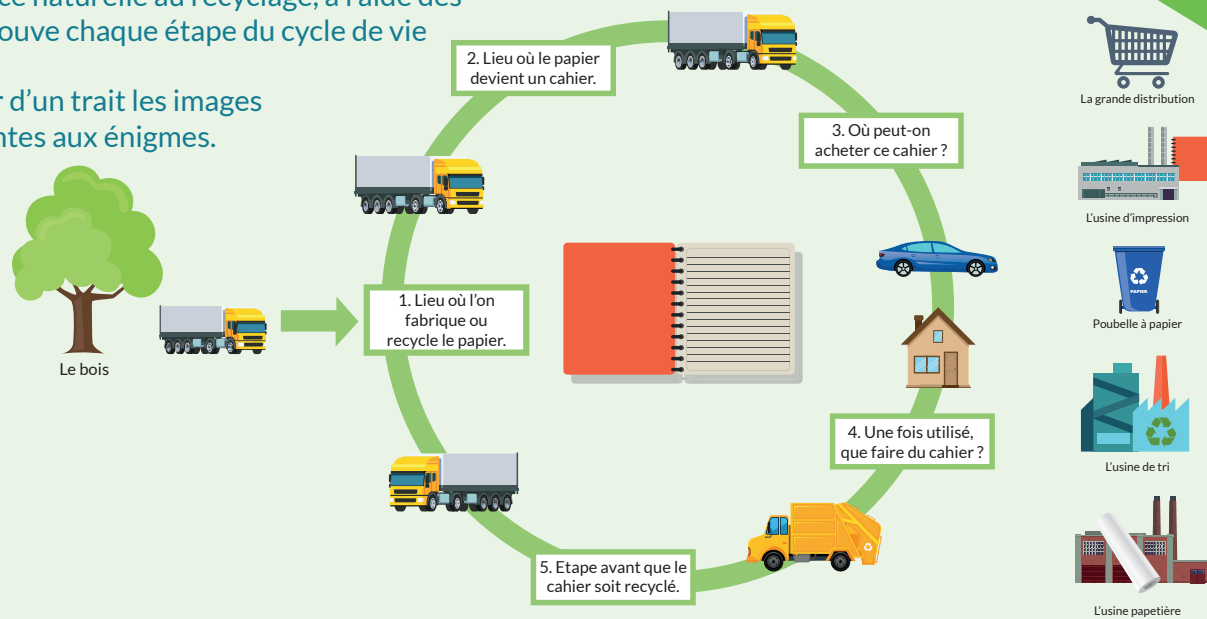 ce naturelle au recyclage, à l'aide des
ouve chaque étape du cycle de vie
r d'un trait les images
ntes aux énigmes.
2. Lieu où le papier
devient un cahier.
3. Où peut-on
acheter ce cahier ?
1. Lieu où l'on
fabrique ou
recycle le papier.
Le bois
4. Une fois utilisé,
que faire du cahier ?
5. Etape avant que le
cahier soit recyclé.
La grande distribution
L'usine d'impression
PAPIER
Poubelle à papier
L'usine de tri
L'usine papetière